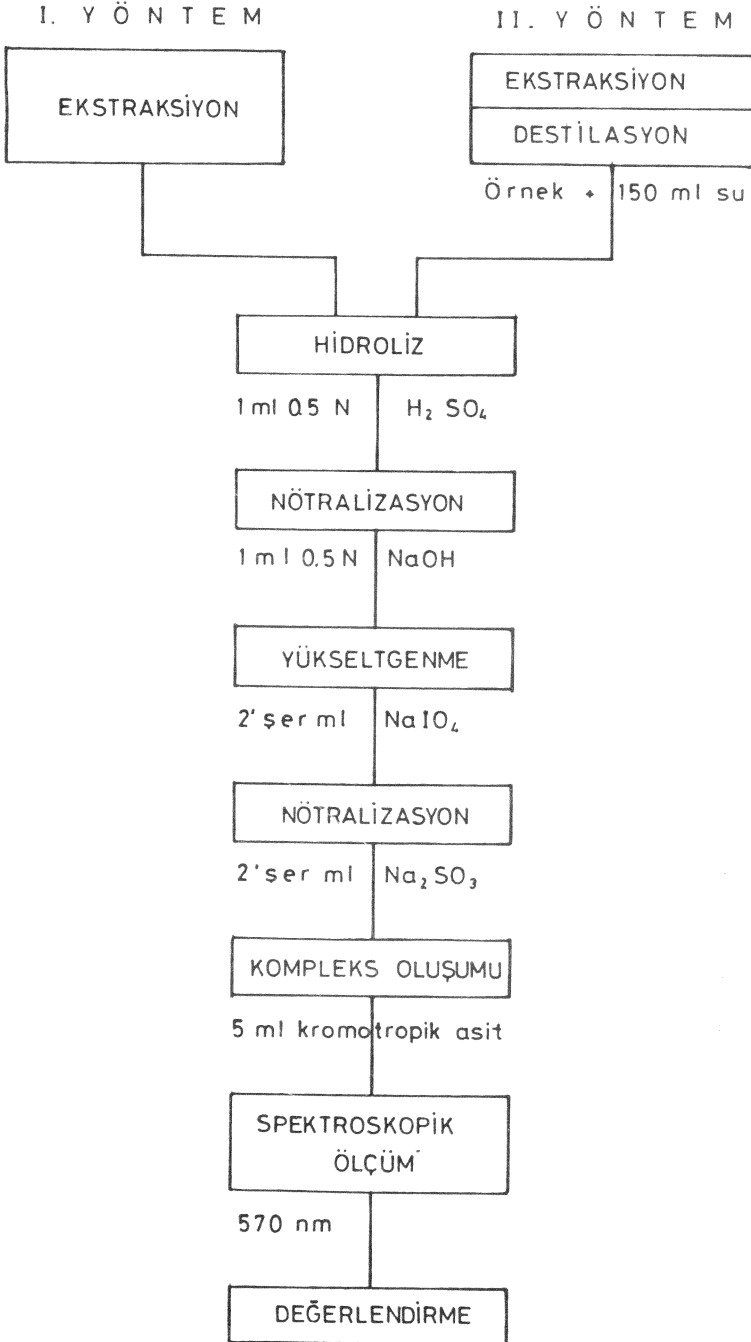 I. YÖNTEM
II. YÖNTEM
EKSTRAKSİYON
EKSTRAKSİYON
DESTİLASYON
Örnek + 150 ml su
HİDROLİZ
1 ml 0.5 N H₂SO₄
NÖTRALİZASYON
1 ml 0.5 N NaOH
YÜKSELTGENME
2'şer ml NaIO₄
NÖTRALİZASYON
2'şer ml Na₂SO₃
KOMPLEKS OLUŞUMU
5 ml kromotropik asit
SPEKTROSKOPİK
ÖLÇÜM
570 nm
DEĞERLENDİRME